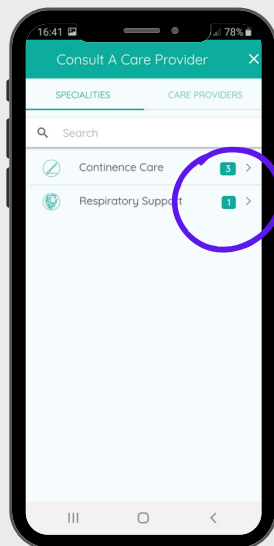 16:41 78%
Consult A Care Provider ×
SPECIALITIES CARE PROVIDERS
Search
Continence Care 3 >
Respiratory Support 1 >